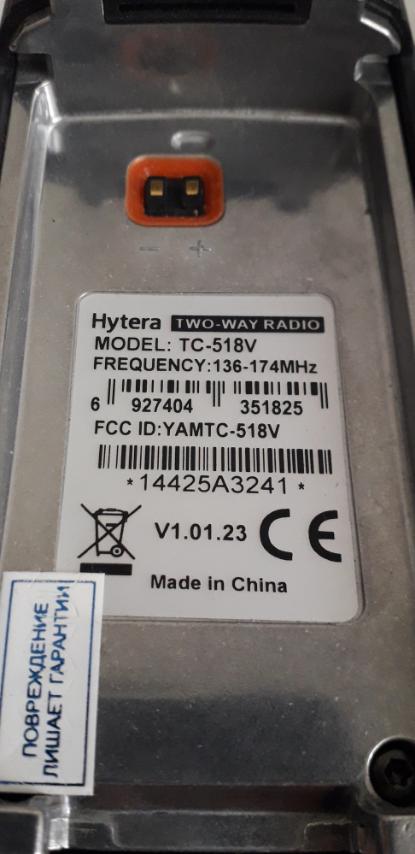 - +
Hytera TWO-WAY RADIO
MODEL: TC-518V
FREQUENCY:136-174MHz
6 927404 351825
FCC ID:YAMTC-518V
*14425A3241*
V1.01.23 CE
Made in China
ПОВРЕЖДЕНИЕ
ЛИШАЕТ ГАРАНТИИ